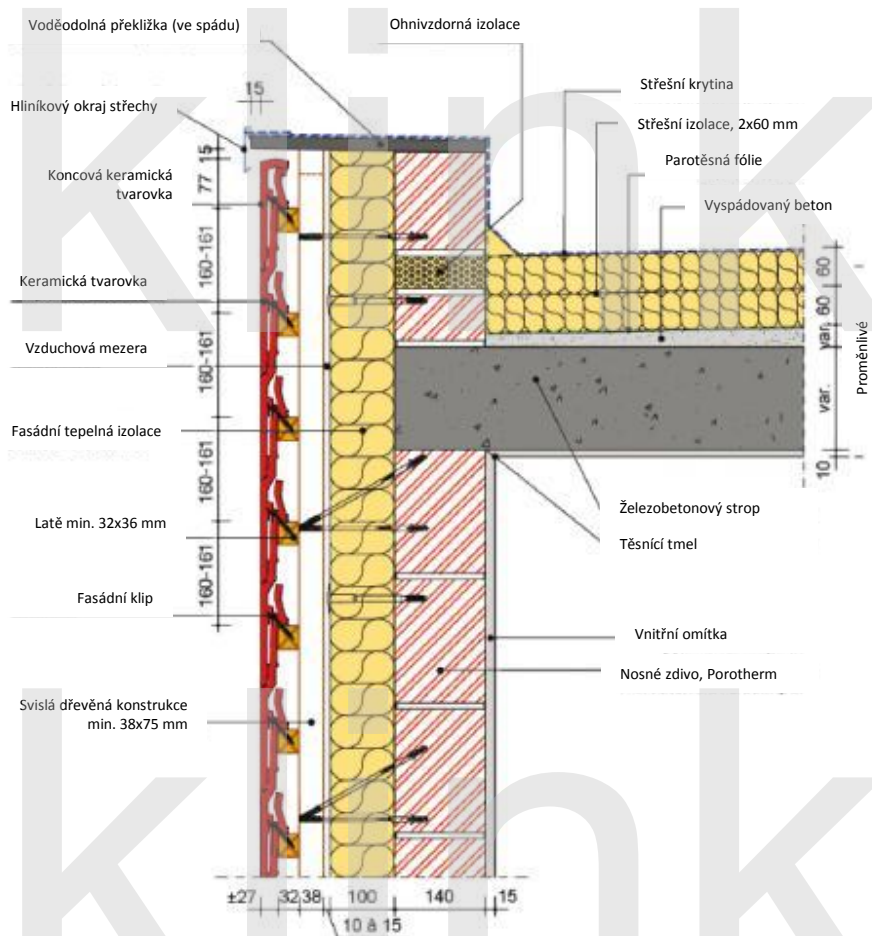 klink
Voděodolná překližka (ve spádu)
Ohnivzdorná izolace
15
Hliníkový okraj střechy
Střešní krytina
Střešní izolace, 2x60 mm
Parotěsná fólie
Vyspádovaný beton
15
77
Koncová keramická
tvarovka
160-161
Keramická tvarovka
Vzduchová mezera
160-161
Fasádní tepelná izolace
160-161
Latě min. 32x36 mm
160-161
Fasádní klip
Svislá dřevěná konstrukce
min. 38x75 mm
60
60
var.
var.
10
Proměnlivé
Železobetonový strop
Těsnící tmel
Vnitřní omítka
Nosné zdivo, Porotherm
±27
32
38
100
140
15
10 à 15
klink